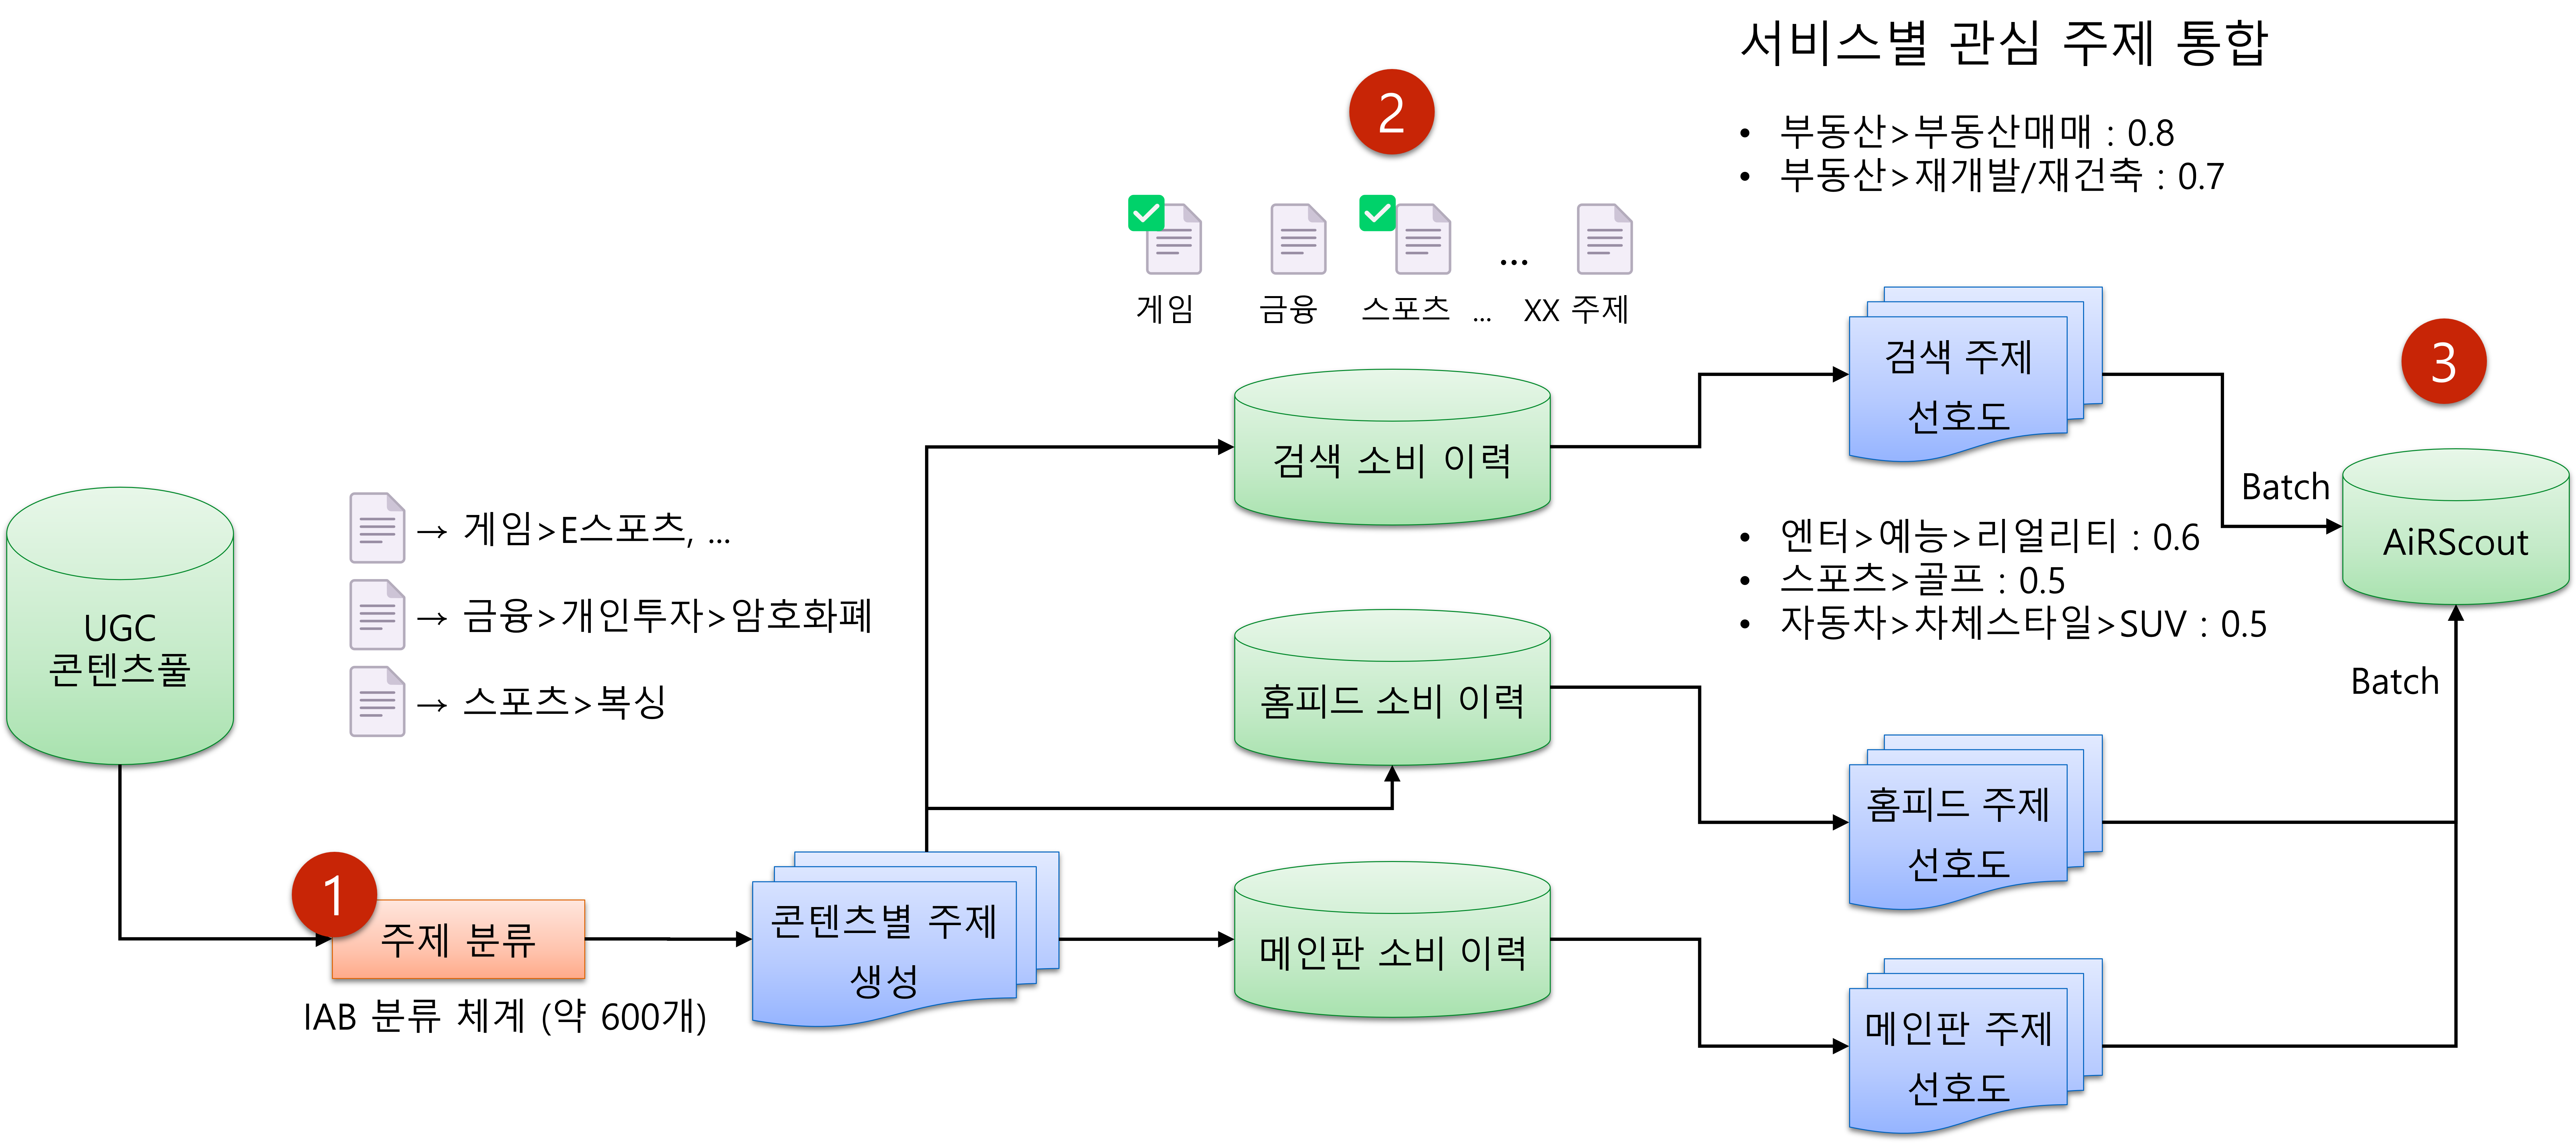 서비스별 관심 주제 통합
2
• 부동산>부동산매매 : 0.8
• 부동산>재개발/재건축 : 0.7
...
게임 금융 스포츠 ... XX 주제
검색 주제
선호도
3
검색 소비 이력
Batch
AiRScout
→ 게임>E스포츠, ...
→ 금융>개인투자>암호화폐
→ 스포츠>복싱
• 엔터>예능>리얼리티 : 0.6
• 스포츠>골프 : 0.5
• 자동차>차체스타일>SUV : 0.5
UGC
콘텐츠풀
홈피드 소비 이력
Batch
홈피드 주제
선호도
1
주제 분류
IAB 분류 체계 (약 600개)
콘텐츠별 주제
생성
메인판 소비 이력
메인판 주제
선호도